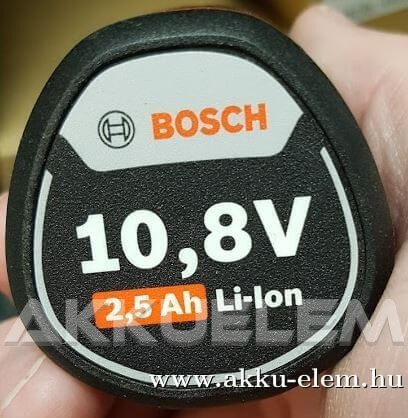 BOSCH
10,8V
2,5 Ah Li-Ion
AKKUELEM
www.akku-elem.hu